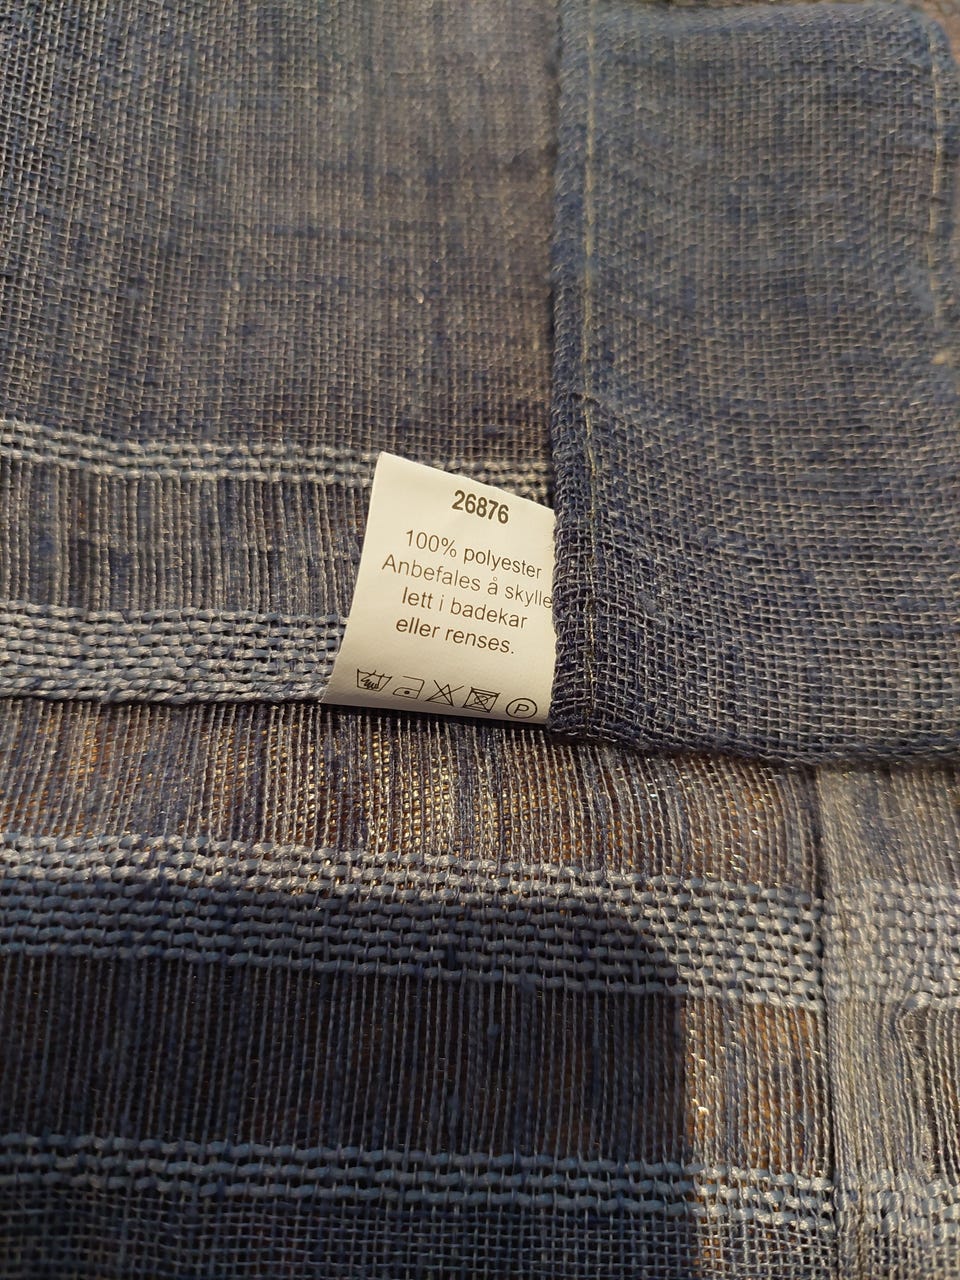 26876
100% polyester
Anbefales å skylle
lett i badekar
eller renses.
P